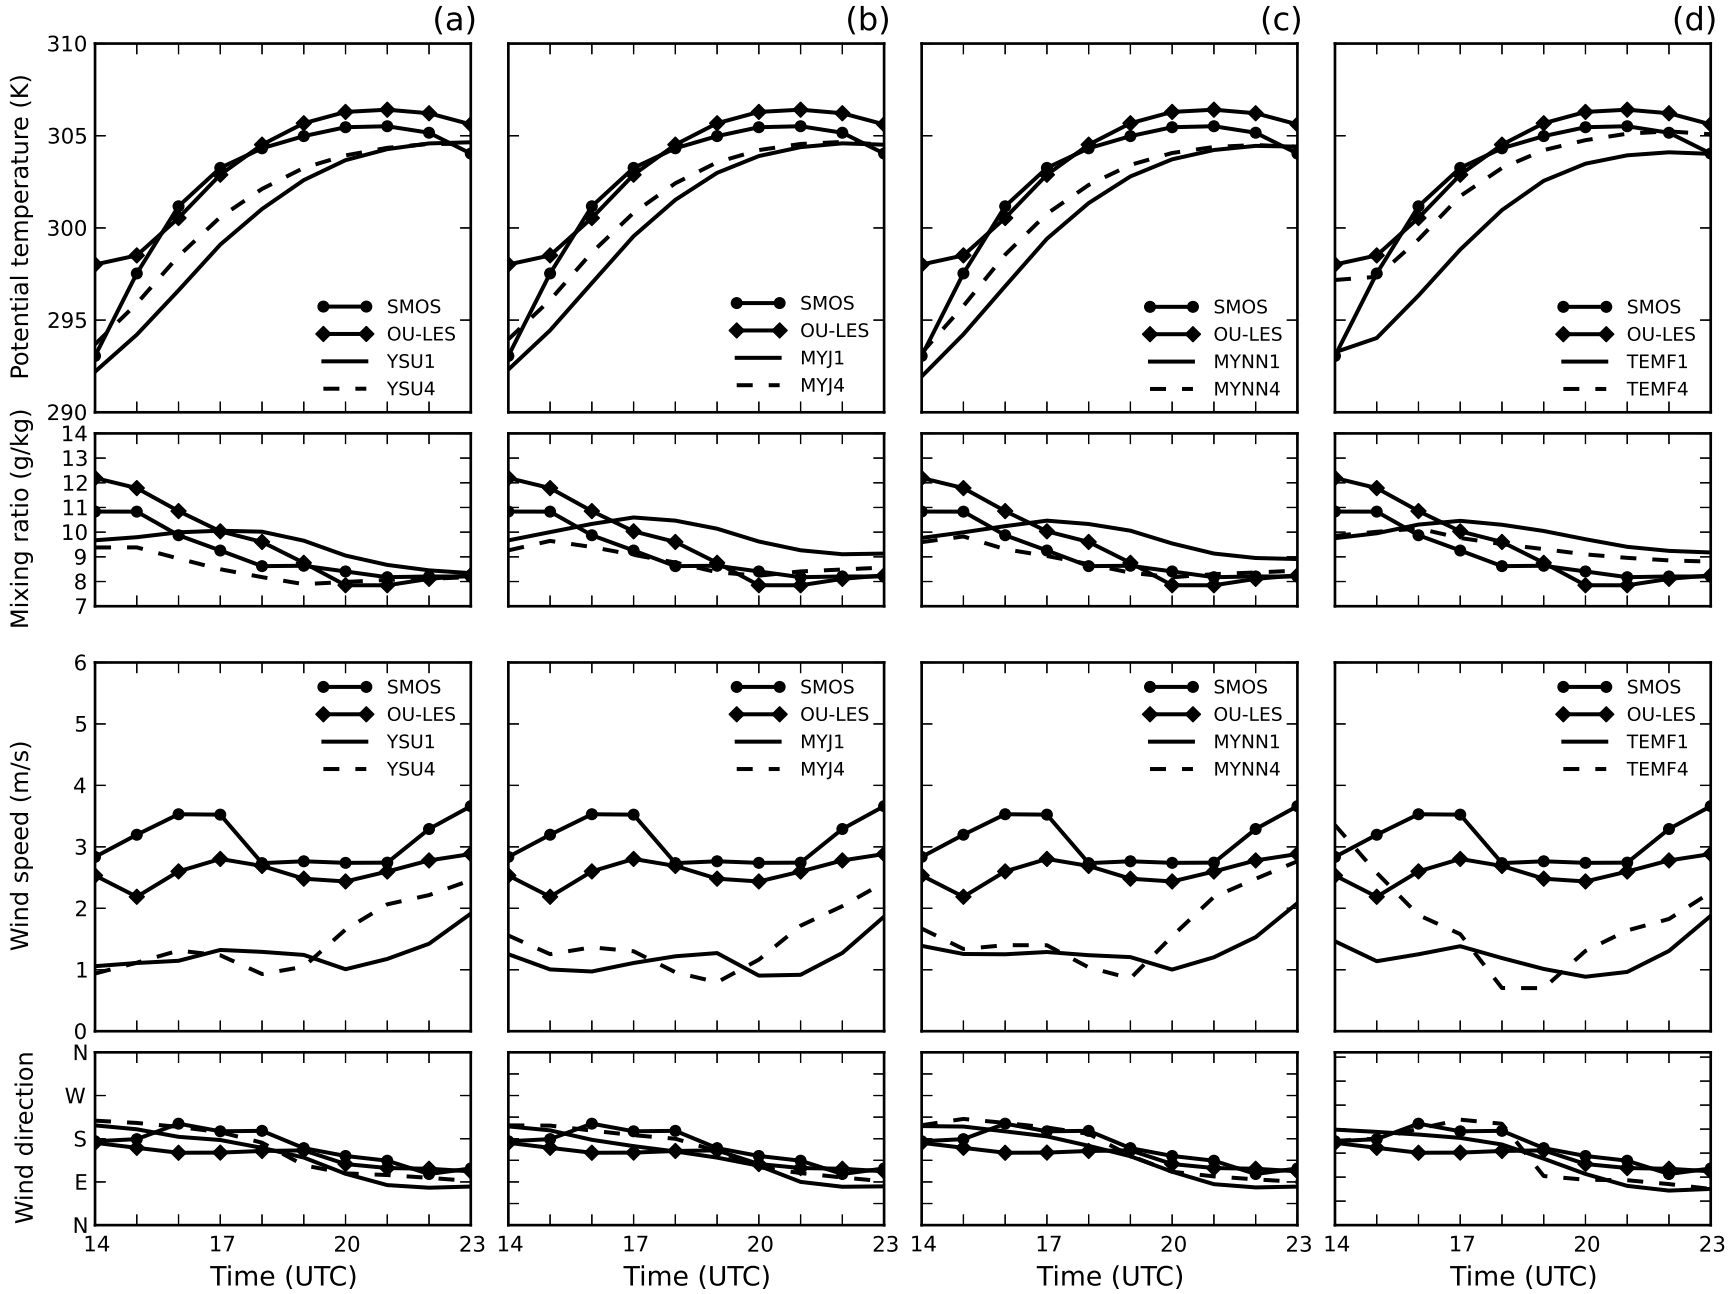 (a) (b) (c) (d)
Potential temperature (K)
310
305
300
295
290
SMOS
OU-LES
YSU1
YSU4
SMOS
OU-LES
MYJ1
MYJ4
SMOS
OU-LES
MYNN1
MYNN4
SMOS
OU-LES
TEMF1
TEMF4
Mixing ratio (g/kg)
14
13
12
11
10
9
8
7
Wind speed (m/s)
6
5
4
3
2
1
0
SMOS
OU-LES
YSU1
YSU4
SMOS
OU-LES
MYJ1
MYJ4
SMOS
OU-LES
MYNN1
MYNN4
SMOS
OU-LES
TEMF1
TEMF4
Wind direction
N
W
S
E
N
14 17 20 23 14 17 20 23 14 17 20 23 14 17 20 23
Time (UTC) Time (UTC) Time (UTC) Time (UTC)